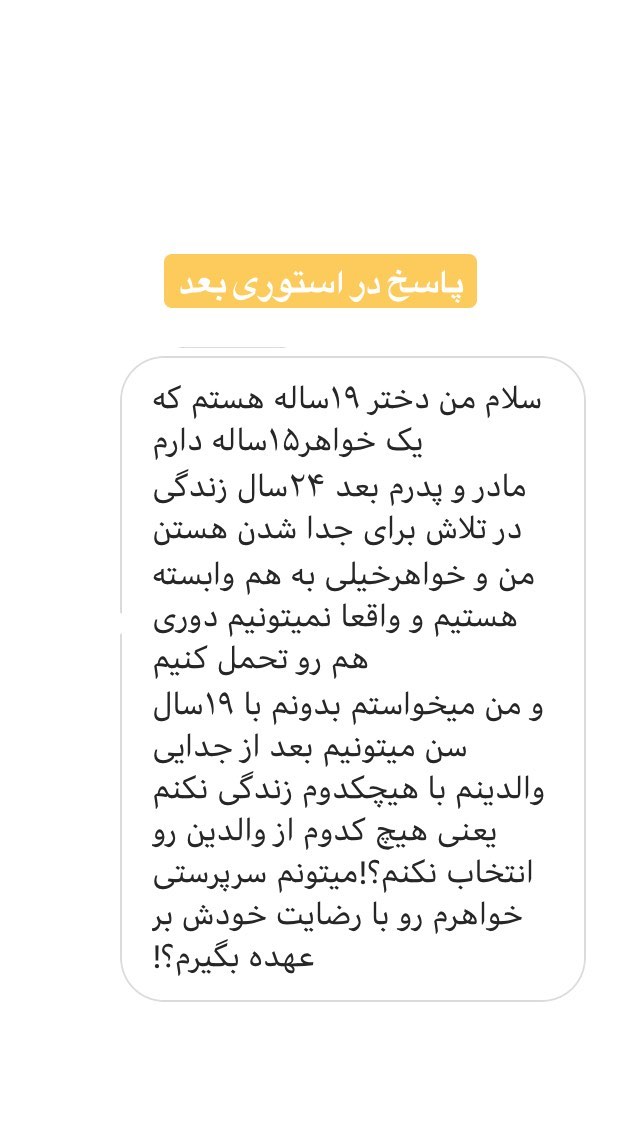 پاسخ در استوری بعد
سلام من دختر ۱۹ساله هستم که
یک خواهر۱۵ساله دارم
مادر و پدرم بعد ۲۴سال زندگی
در تلاش برای جدا شدن هستن
من و خواهرخیلی به هم وابسته
هستیم و واقعا نمیتونیم دوری
هم رو تحمل کنیم
و من میخواستم بدونم با ۱۹سال
سن میتونیم بعد از جدایی
والدینم با هیچکدوم زندگی نکنم
یعنی هیچ کدوم از والدین رو
انتخاب نکنم؟!میتونم سرپرستی
خواهرم رو با رضایت خودش بر
عهده بگیرم؟!